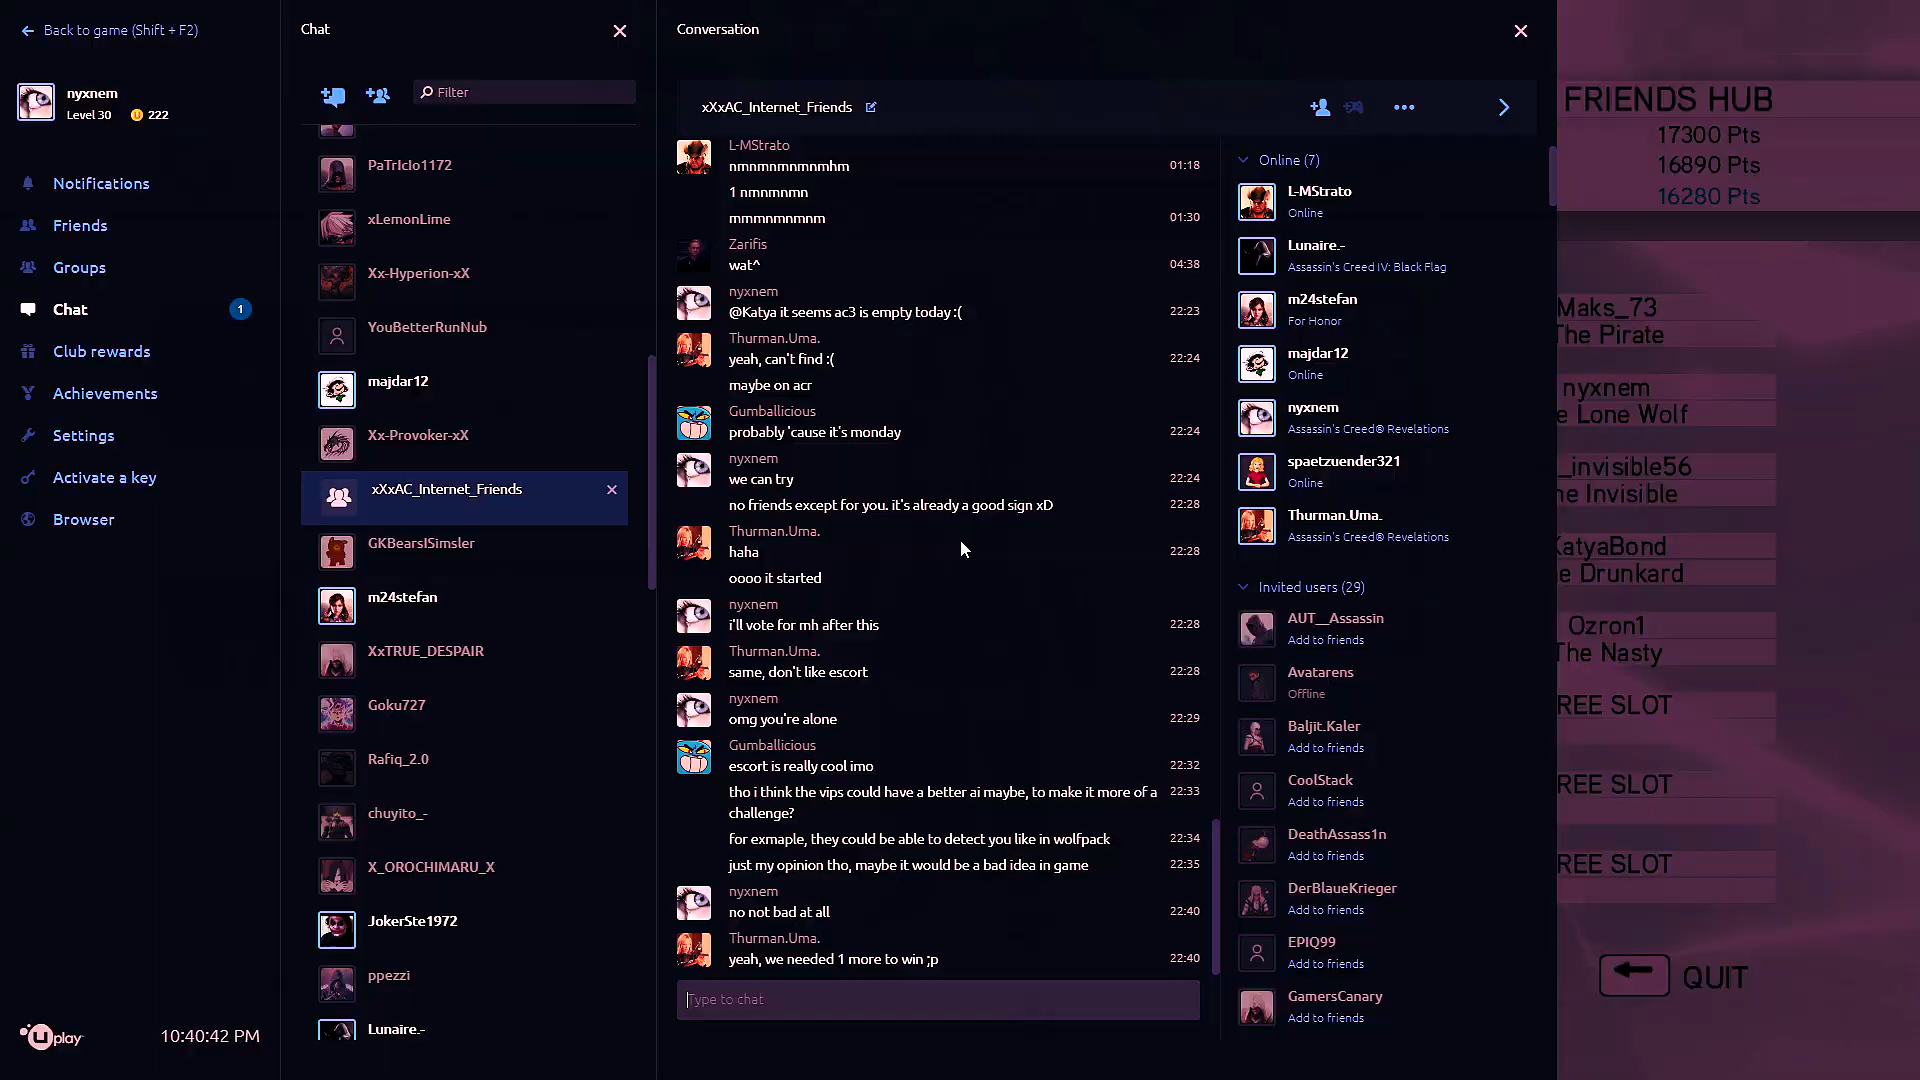 Back to game (Shift + F2)
nyxnem
Level 30 222
Notifications
Friends
Groups
Chat 1
Club rewards
Achievements
Settings
Activate a key
Browser
uplay 10:40:42 PM
Chat
Filter
PaTrIcIo1172
xLemonLime
Xx-Hyperion-xX
YouBetterRunNub
majdar12
Xx-Provoker-xX
xXxAC_Internet_Friends
GKBearsISimsler
m24stefan
XxTRUE_DESPAIR
Goku727
Rafiq_2.0
chuyito_-
X_OROCHIMARU_X
JokerSte1972
ppezzi
Lunaire.-
Conversation
xXxAC_Internet_Friends
L-MStrato
nmnmnmnmnmhm 01:18
1 nmnmnmn
mmmnmnmnm 01:30
Zarifis
wat^ 04:38
nyxnem
@Katya it seems ac3 is empty today :( 22:23
Thurman.Uma.
yeah, can't find :( 22:24
maybe on acr
Gumballicious
probably 'cause it's monday 22:24
nyxnem
we can try 22:24
no friends except for you. it's already a good sign xD 22:28
Thurman.Uma.
haha 22:28
oooo it started
nyxnem
i'll vote for mh after this 22:28
Thurman.Uma.
same, don't like escort 22:28
nyxnem
omg you're alone 22:29
Gumballicious
escort is really cool imo 22:32
tho i think the vips could have a better ai maybe, to make it more of a 22:33
challenge?
for exmaple, they could be able to detect you like in wolfpack 22:34
just my opinion tho, maybe it would be a bad idea in game 22:35
nyxnem
no not bad at all 22:40
Thurman.Uma.
yeah, we needed 1 more to win ;p 22:40
Type to chat
Online (7)
L-MStrato
Online
Lunaire.-
Assassin's Creed IV: Black Flag
m24stefan
For Honor
majdar12
Online
nyxnem
Assassin's Creed® Revelations
spaetzuender321
Online
Thurman.Uma.
Assassin's Creed® Revelations
Invited users (29)
AUT__Assassin
Add to friends
Avatarens
Offline
Baljit.Kaler
Add to friends
CoolStack
Add to friends
DeathAssass1n
Add to friends
DerBlaueKrieger
Add to friends
EPIQ99
Add to friends
GamersCanary
Add to friends
FRIENDS HUB
17300 Pts
16890 Pts
16280 Pts
Maks_73
The Pirate
nyxnem
e Lone Wolf
_invisible56
he Invisible
KatyaBond
e Drunkard
Ozron1
The Nasty
REE SLOT
REE SLOT
REE SLOT
QUIT